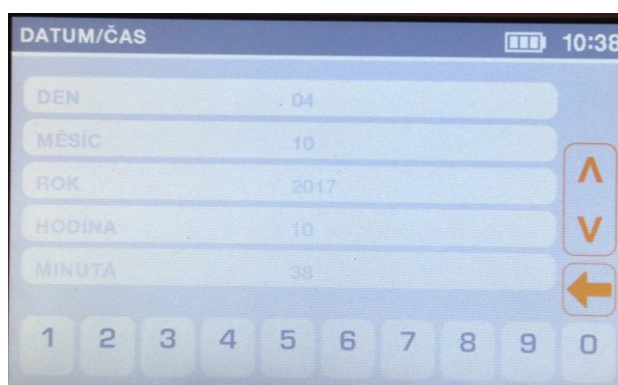 DATUM/ČAS 10:38
DEN 04
MĚSÍC 10
ROK 2017
HODINA 10
MINUTA 38
1 2 3 4 5 6 7 8 9 0